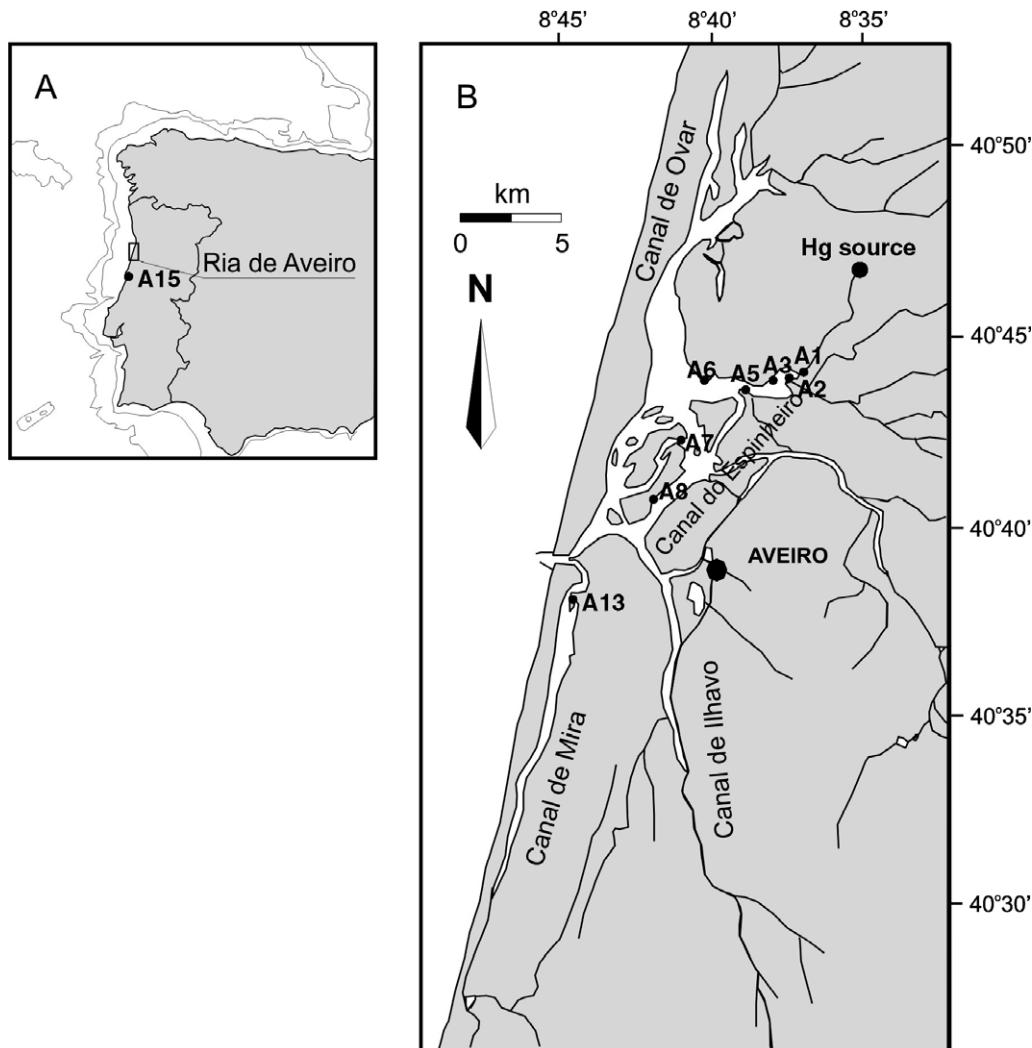 A
Ria de Aveiro
A15
8°45’ 8°40’ 8°35’
B
Canal de Ovar
40°50’
km
0 5
Hg source
N
40°45’
A6 A5 A3 A1
A2
A7
Canal do Espinheiro
A8
40°40’
AVEIRO
A13
40°35’
Canal de Mira
Canal de Ilhavo
40°30’